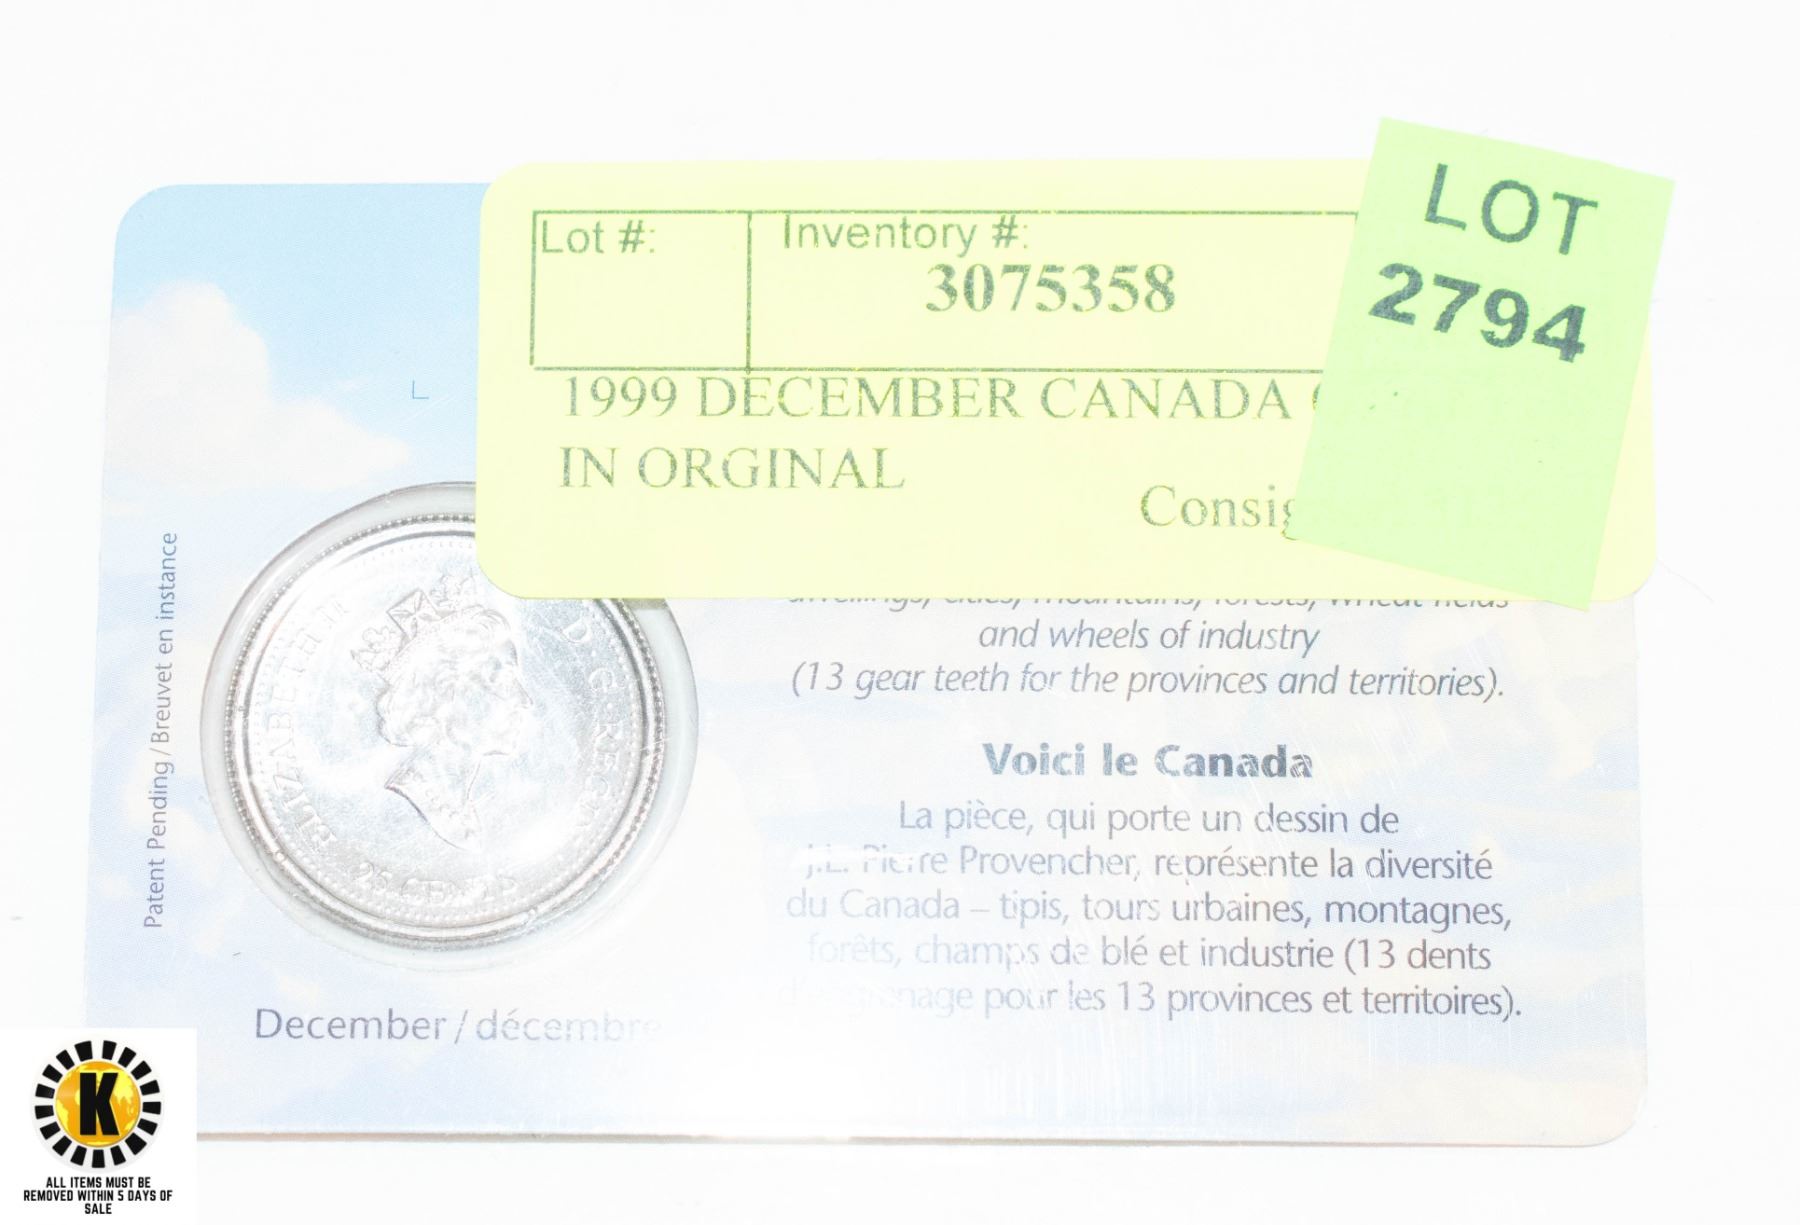 Lot #:
Inventory #:
3075358
LOT
2794
1999 DECEMBER CANADA
IN ORGINAL
and wheels of industry
(13 gear teeth for the provinces and territories).
Voici le Canada
La pièce, qui porte un dessin de
J.L. Pierre Provencher, représente la diversité
du Canada – tipis, tours urbaines, montagnes,
forêts, champs de blé et industrie (13 dents
pour les 13 provinces et territoires).
Patent Pending / Breuvet en instance
ELIZABETH II
D·G·REGINA
25 CENTS
December / décembre
K
ALL ITEMS MUST BE
REMOVED WITHIN 5 DAYS OF
SALE